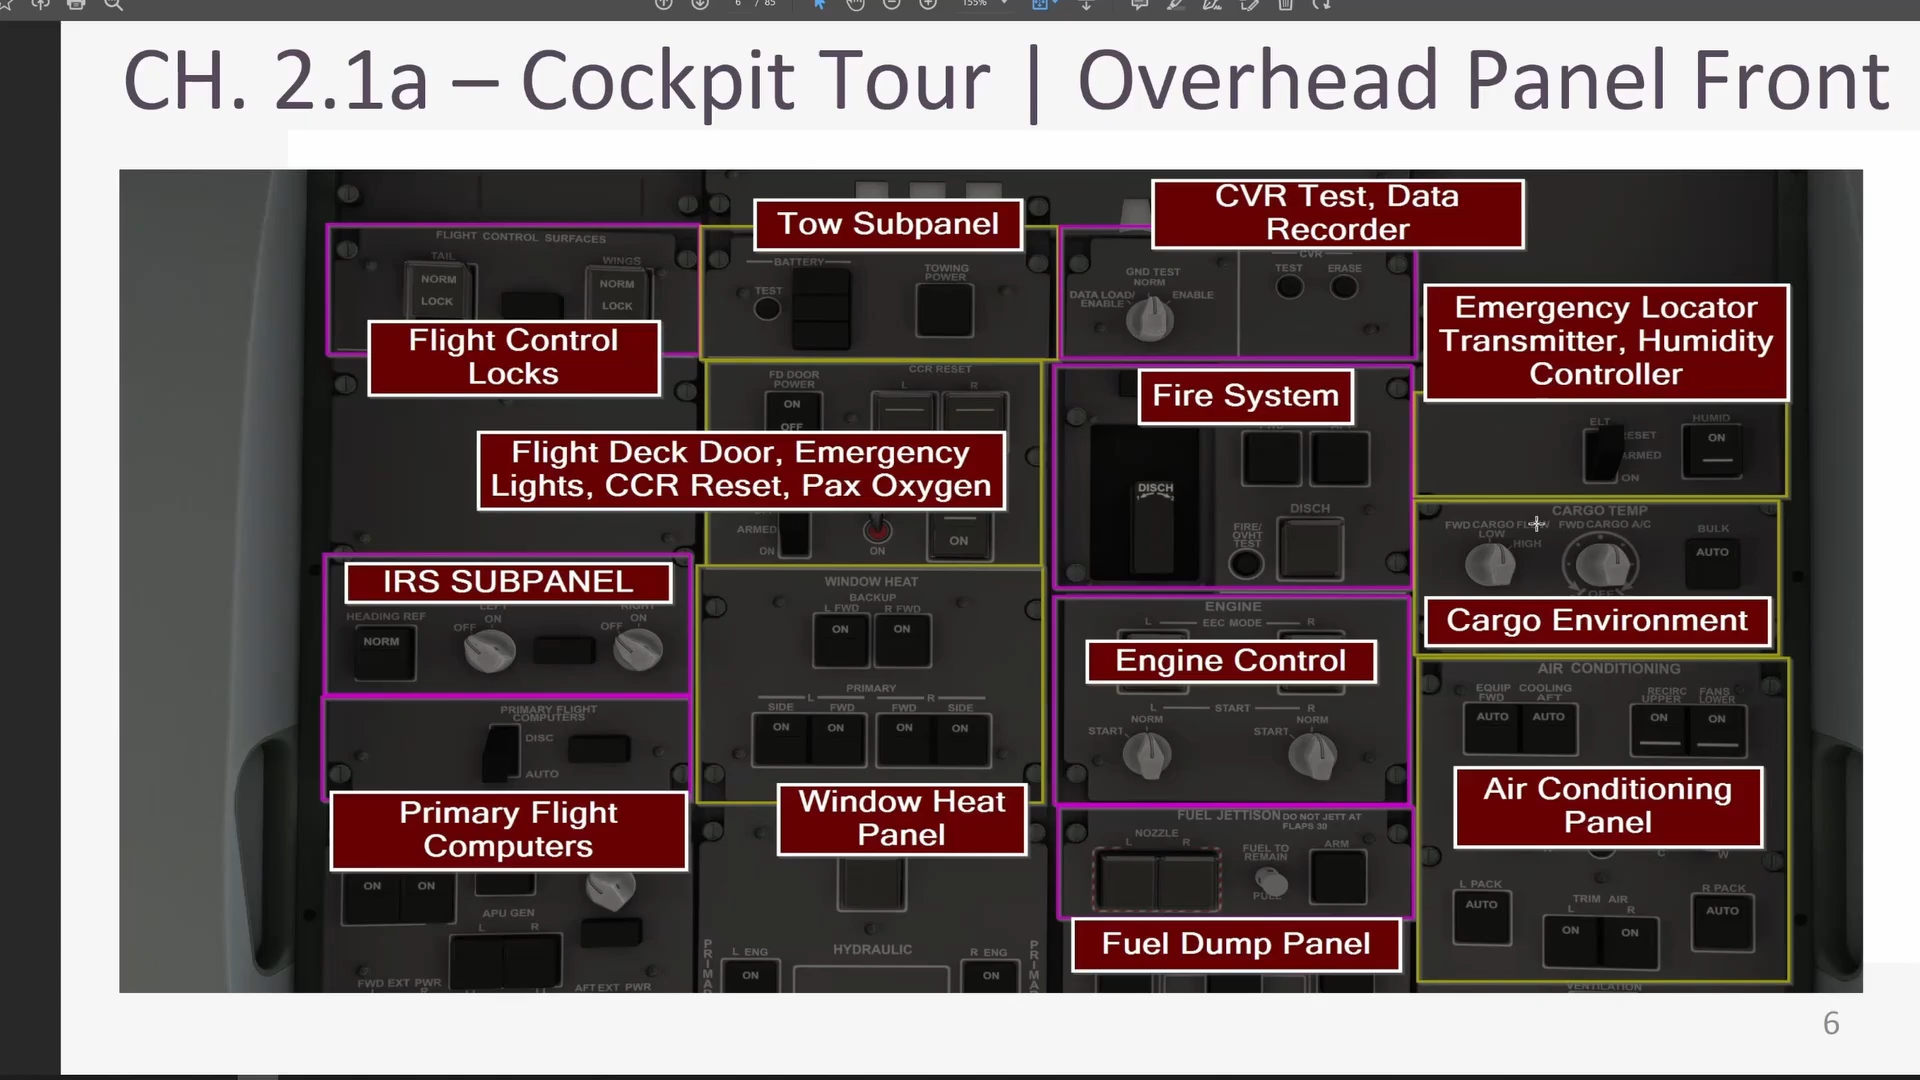 6 / 85
155%
CH. 2.1a – Cockpit Tour | Overhead Panel Front
CVR Test, Data
Recorder
Tow Subpanel
FLIGHT CONTROL SURFACES
TAIL
WINGS
NORM
LOCK
NORM
LOCK
Flight Control
Locks
BATTERY
TEST
TOWING
POWER
GND TEST
NORM
DATA LOAD/
ENABLE
ENABLE
CVR
TEST
ERASE
Emergency Locator
Transmitter, Humidity
Controller
FD DOOR
POWER
ON
OFF
CCR RESET
L
R
Fire System
ELT
RESET
ARMED
ON
HUMID
ON
Flight Deck Door, Emergency
Lights, CCR Reset, Pax Oxygen
ARMED
ON
ON
ON
DISCH
1
2
FIRE/
OVHT
TEST
DISCH
CARGO TEMP
FWD CARGO
LOW
HIGH
FWD CARGO A/C
OFF
BULK
AUTO
Cargo Environment
IRS SUBPANEL
HEADING REF
NORM
LEFT
OFF
ON
RIGHT
OFF
ON
WINDOW HEAT
BACKUP
L FWD
R FWD
ON
ON
PRIMARY
L
R
SIDE
FWD
FWD
SIDE
ON
ON
ON
ON
ENGINE
L
EEC MODE
R
Engine Control
L
START
R
NORM
START
NORM
START
AIR CONDITIONING
EQUIP COOLING
FWD
AFT
AUTO
AUTO
RECIRC FANS
UPPER
LOWER
ON
ON
PRIMARY FLIGHT
COMPUTERS
DISC
AUTO
Primary Flight
Computers
Window Heat
Panel
Air Conditioning
Panel
FUEL JETTISON
DO NOT JETT AT
FLAPS 30
NOZZLE
L
R
FUEL TO
REMAIN
PULL
ARM
Fuel Dump Panel
C
W
L PACK
AUTO
TRIM AIR
L
R
ON
ON
R PACK
AUTO
ON
ON
APU GEN
L
R
FWD EXT PWR
AFT EXT PWR
L ENG
ON
HYDRAULIC
R ENG
ON
VENTILATION
6